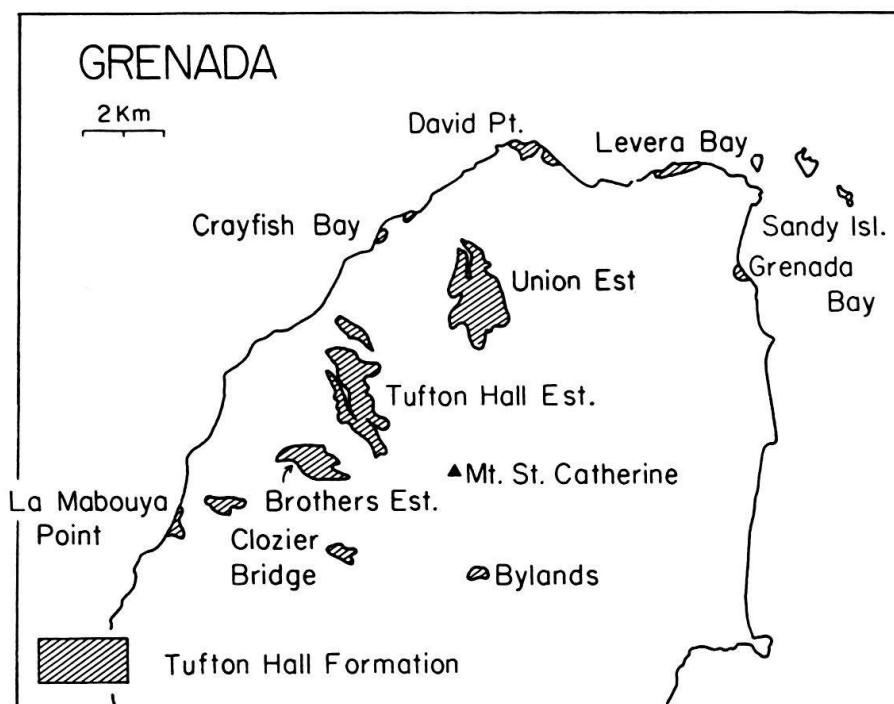 GRENADA
2 Km
David Pt.
Levera Bay
Crayfish Bay
Sandy Isl.
Grenada
Bay
Union Est
Tufton Hall Est.
Mt. St. Catherine
La Mabouya
Point
Brothers Est.
Clozier
Bridge
Bylands
Tufton Hall Formation